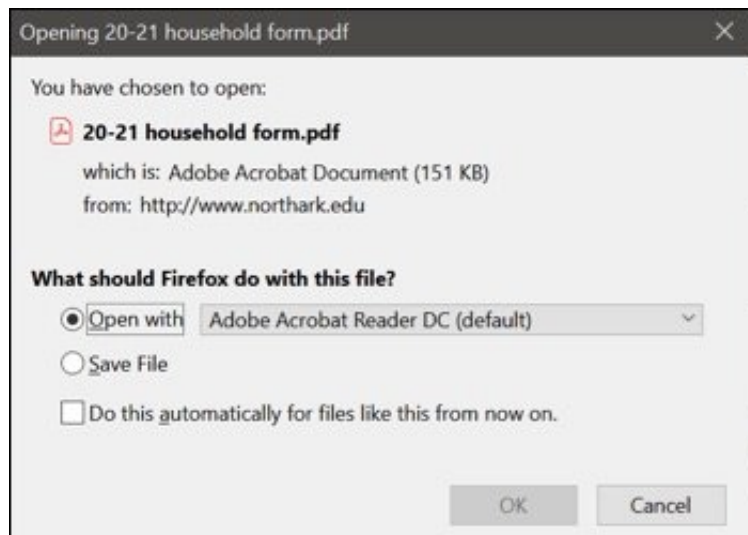 Opening 20-21 household form.pdf
You have chosen to open:
20-21 household form.pdf
which is: Adobe Acrobat Document (151 KB)
from: http://www.northark.edu
What should Firefox do with this file?
Open with Adobe Acrobat Reader DC (default)
Save File
Do this automatically for files like this from now on.
OK Cancel